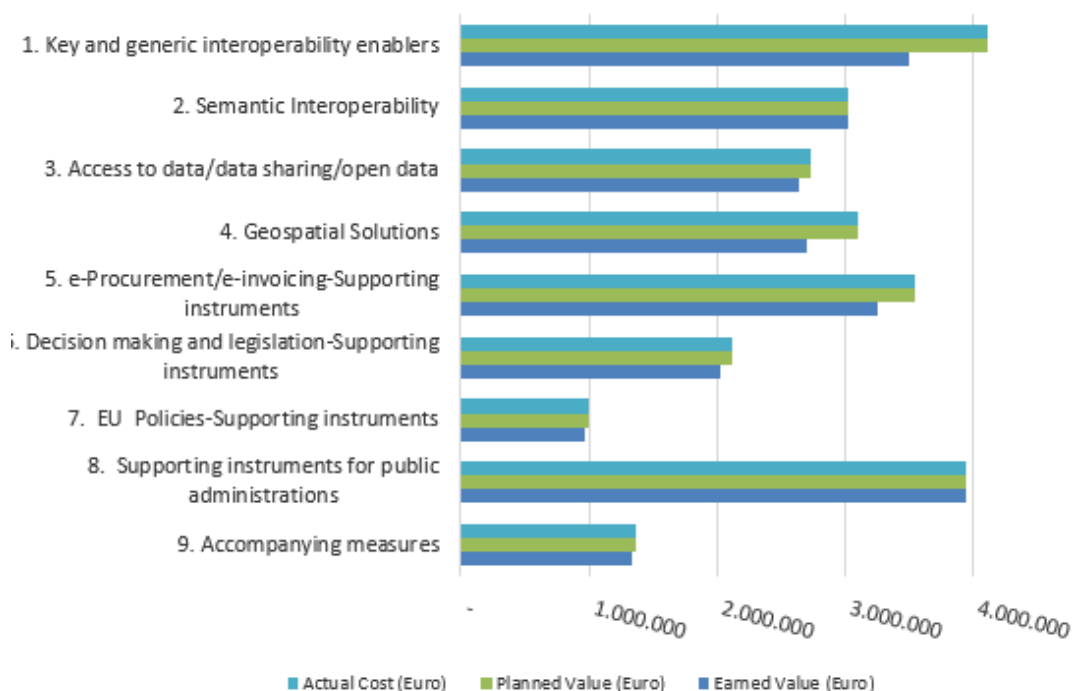 1. Key and generic interoperability enablers
2. Semantic Interoperability
3. Access to data/data sharing/open data
4. Geospatial Solutions
5. e-Procurement/e-invoicing-Supporting
instruments
. Decision making and legislation-Supporting
instruments
7. EU Policies-Supporting instruments
8. Supporting instruments for public
administrations
9. Accompanying measures
-
1.000.000
2.000.000
3.000.000
4.000.000
Actual Cost (Euro)
Planned Value (Euro)
Earned Value (Euro)